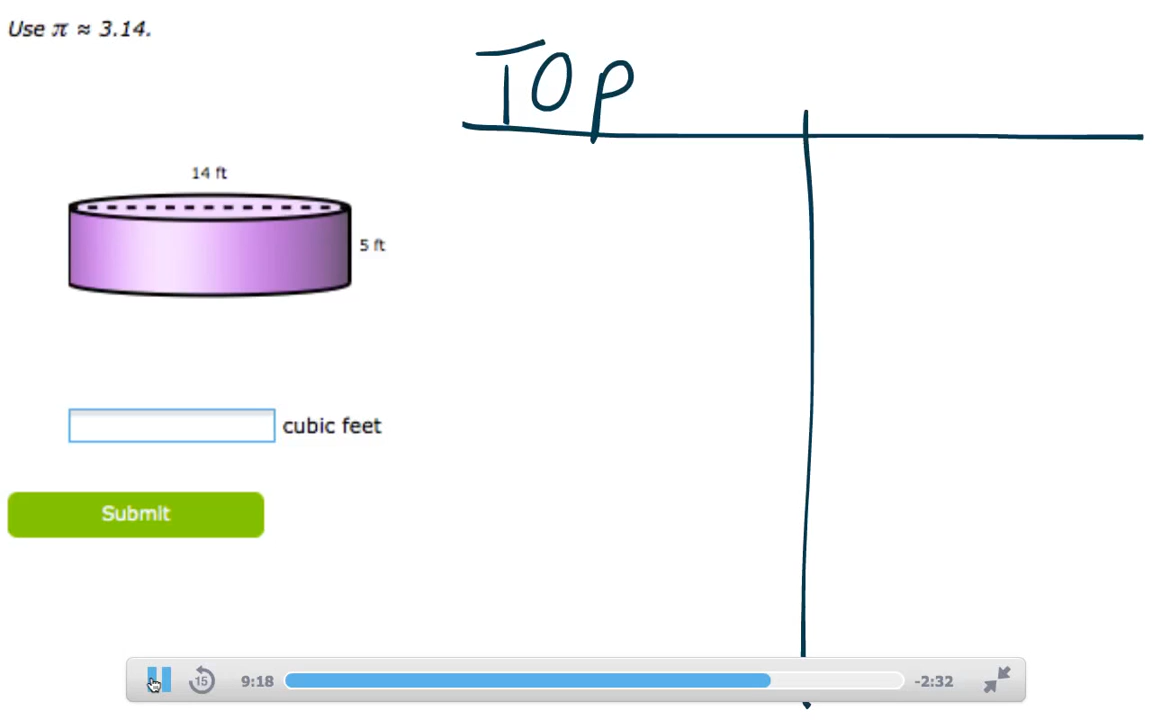 Use π ≈ 3.14.
TOP
14 ft
5 ft
cubic feet
Submit
15
9:18
-2:32